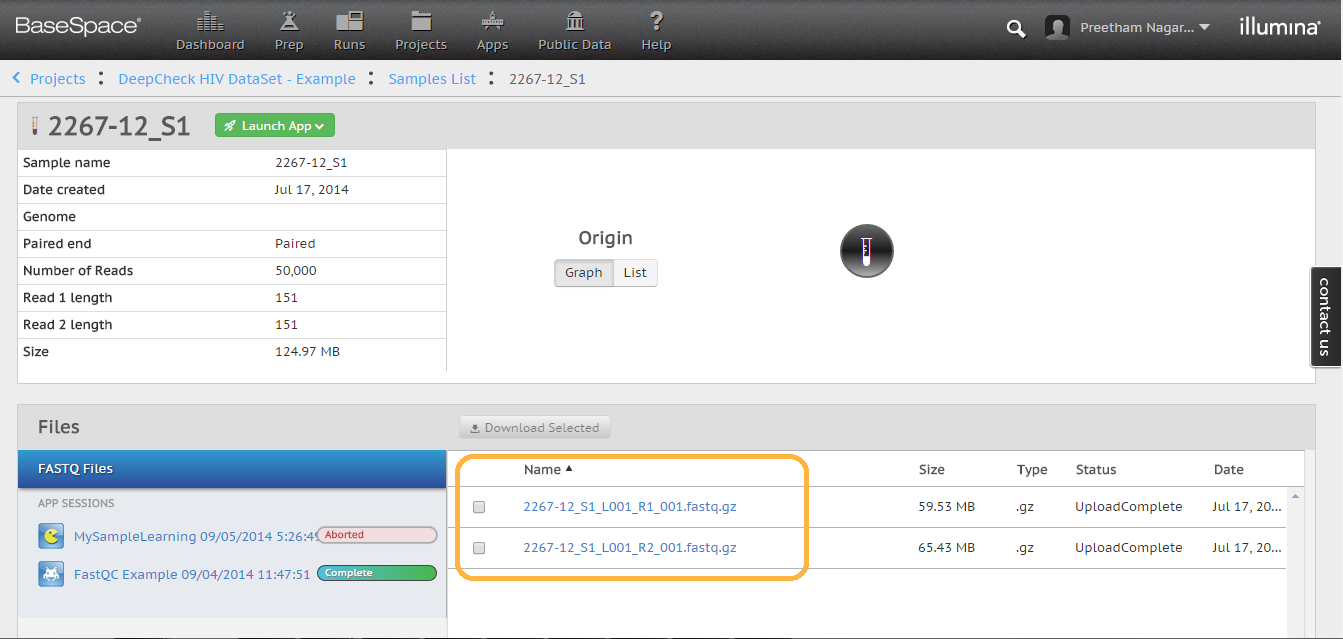 BaseSpace®
Dashboard Prep Runs Projects Apps Public Data Help
Preetham Nagar...
illumina®
Projects : DeepCheck HIV DataSet - Example : Samples List : 2267-12_S1
2267-12_S1 Launch App
Sample name 2267-12_S1
Date created Jul 17, 2014
Genome
Paired end Paired
Number of Reads 50,000
Read 1 length 151
Read 2 length 151
Size 124.97 MB
Origin
Graph List
contact us
Files
Download Selected
FASTQ Files
APP SESSIONS
MySampleLearning 09/05/2014 5:26:49 Aborted
FastQC Example 09/04/2014 11:47:51 Complete
Name Size Type Status Date
2267-12_S1_L001_R1_001.fastq.gz 59.53 MB .gz UploadComplete Jul 17, 20...
2267-12_S1_L001_R2_001.fastq.gz 65.43 MB .gz UploadComplete Jul 17, 20...